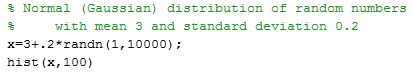 % Normal (Gaussian) distribution of random numbers
%     with mean 3 and standard deviation 0.2
x=3+.2*randn(1,10000);
hist(x,100)